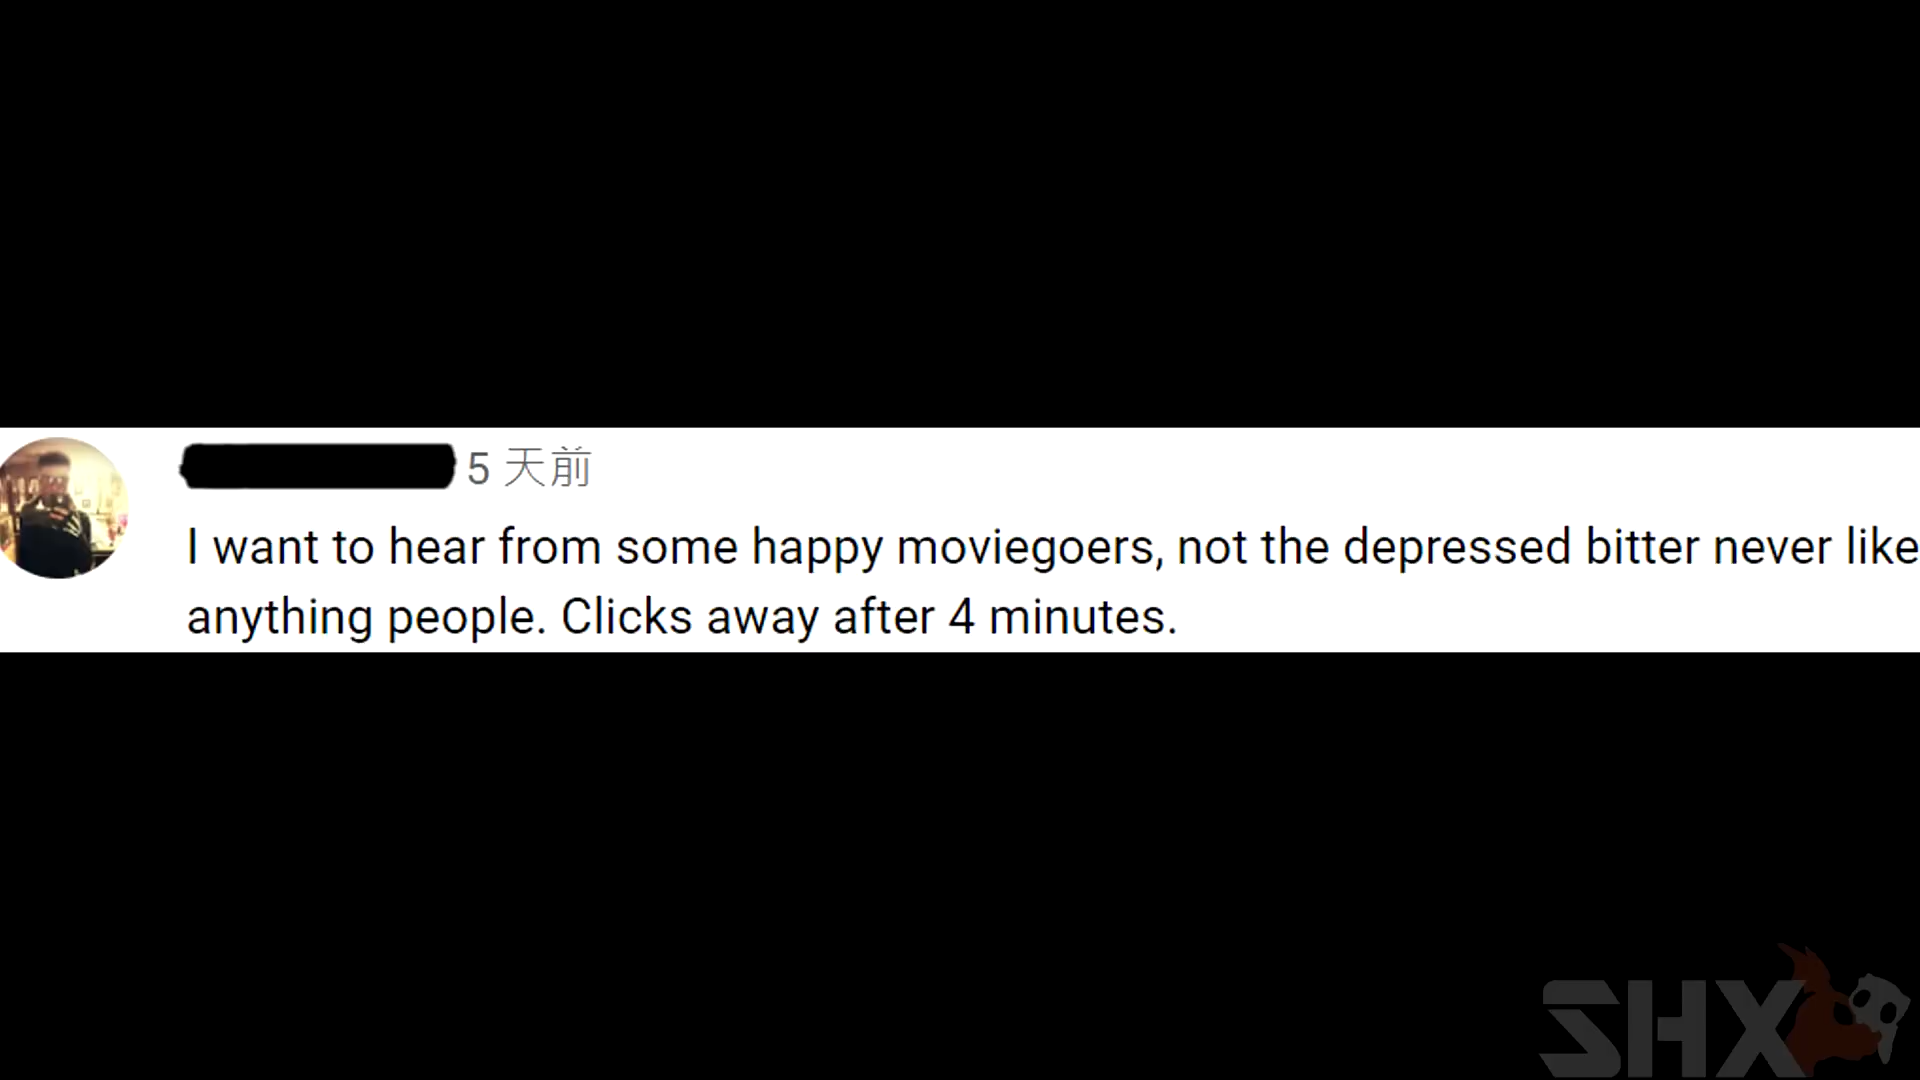 5 天前
I want to hear from some happy moviegoers, not the depressed bitter never like
anything people. Clicks away after 4 minutes.
SHX